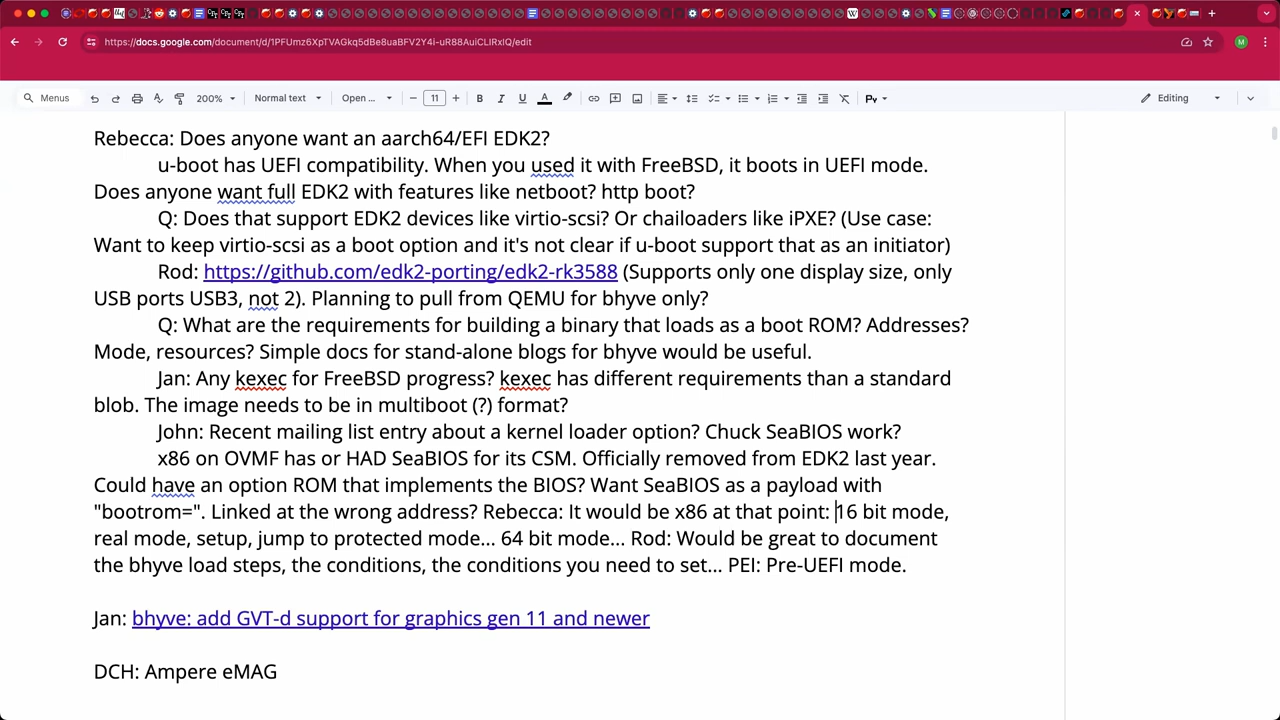 https://docs.google.com/document/d/1PFUmz6XpTVAGkq5dBe8uaBFV2Y4i-uR88AuiCLIRxIQ/edit
M
Menus
200%
Normal text
Open ...
11
B
I
U
A
Editing
Rebecca: Does anyone want an aarch64/EFI EDK2?
u-boot has UEFI compatibility. When you used it with FreeBSD, it boots in UEFI mode.
Does anyone want full EDK2 with features like netboot? http boot?
Q: Does that support EDK2 devices like virtio-scsi? Or chailoaders like iPXE? (Use case:
Want to keep virtio-scsi as a boot option and it's not clear if u-boot support that as an initiator)
Rod: https://github.com/edk2-porting/edk2-rk3588 (Supports only one display size, only
USB ports USB3, not 2). Planning to pull from QEMU for bhyve only?
Q: What are the requirements for building a binary that loads as a boot ROM? Addresses?
Mode, resources? Simple docs for stand-alone blogs for bhyve would be useful.
Jan: Any kexec for FreeBSD progress? kexec has different requirements than a standard
blob. The image needs to be in multiboot (?) format?
John: Recent mailing list entry about a kernel loader option? Chuck SeaBIOS work?
x86 on OVMF has or HAD SeaBIOS for its CSM. Officially removed from EDK2 last year.
Could have an option ROM that implements the BIOS? Want SeaBIOS as a payload with
"bootrom=". Linked at the wrong address? Rebecca: It would be x86 at that point: 16 bit mode,
real mode, setup, jump to protected mode... 64 bit mode... Rod: Would be great to document
the bhyve load steps, the conditions, the conditions you need to set... PEI: Pre-UEFI mode.
Jan: bhyve: add GVT-d support for graphics gen 11 and newer
DCH: Ampere eMAG